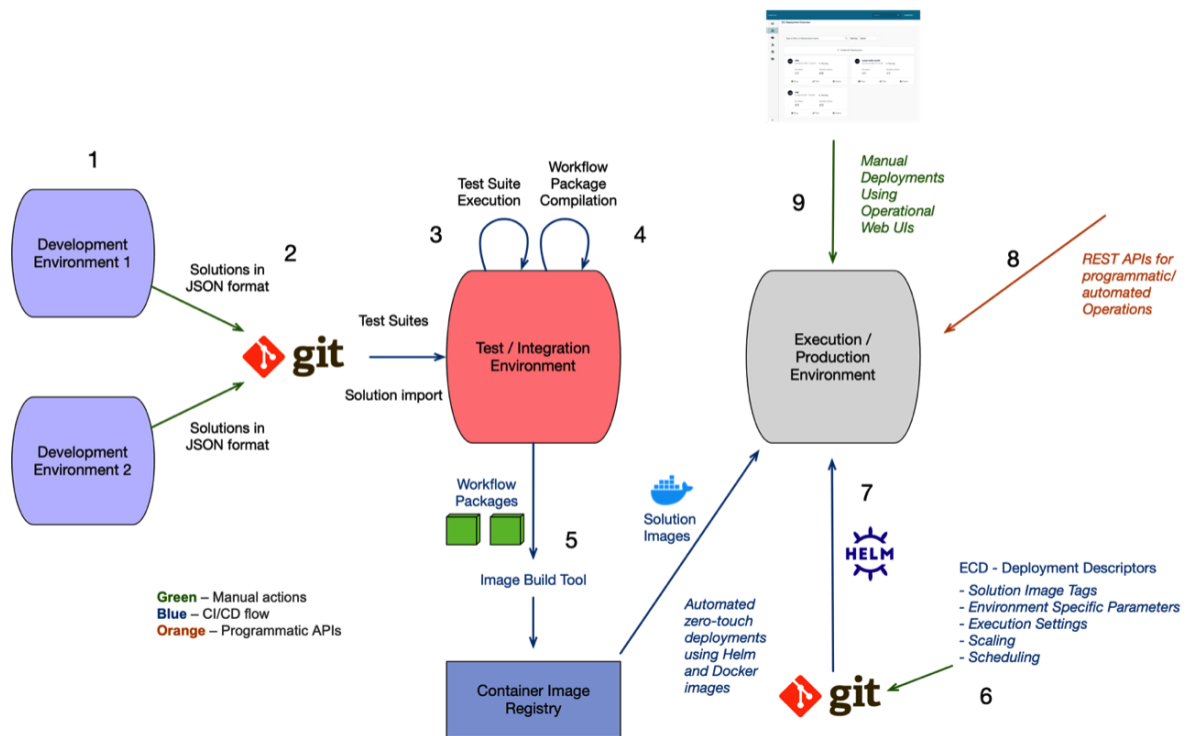 1
Development
Environment 1
Solutions in
JSON format
2
git
Development
Environment 2
Solutions in
JSON format
Test Suites
Solution import
3
Test Suite
Execution
Workflow
Package
Compilation
4
Test / Integration
Environment
Workflow
Packages
5
Image Build Tool
Container Image
Registry
Solution
Images
Automated
zero-touch
deployments
using Helm
and Docker
images
Execution /
Production
Environment
9
Manual
Deployments
Using
Operational
Web UIs
8
REST APIs for
programmatic/
automated
Operations
7
HELM
ECD - Deployment Descriptors
- Solution Image Tags
- Environment Specific Parameters
- Execution Settings
- Scaling
- Scheduling
6
git
Green – Manual actions
Blue – CI/CD flow
Orange – Programmatic APIs